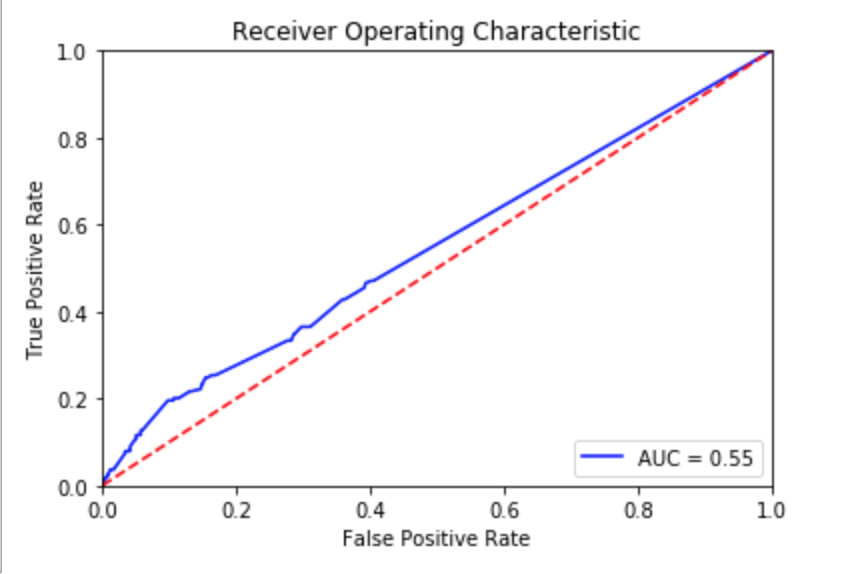 Receiver Operating Characteristic
1.0
0.8
0.6
0.4
0.2
0.0
True Positive Rate
AUC = 0.55
0.0 0.2 0.4 0.6 0.8 1.0
False Positive Rate